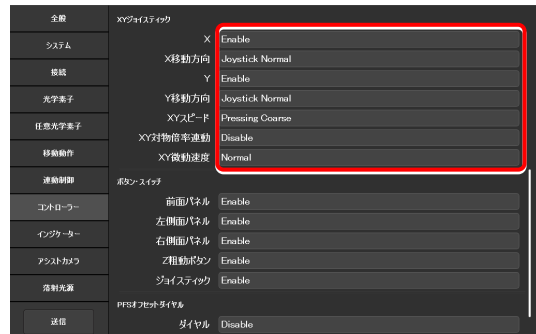 全般
システム
接続
光学素子
任意光学素子
移動動作
連動制御
コントローラー
インジケーター
アシストカメラ
落射光源
送信
XYジョイスティック
X Enable
X移動方向 Joystick Normal
Y Enable
Y移動方向 Joystick Normal
XYスピード Pressing Coarse
XY対物倍率連動 Disable
XY微動速度 Normal
ボタン・スイッチ
前面パネル Enable
左側面パネル Enable
右側面パネル Enable
Z粗動ボタン Enable
ジョイスティック Enable
PFSオフセットダイヤル
ダイヤル Disable